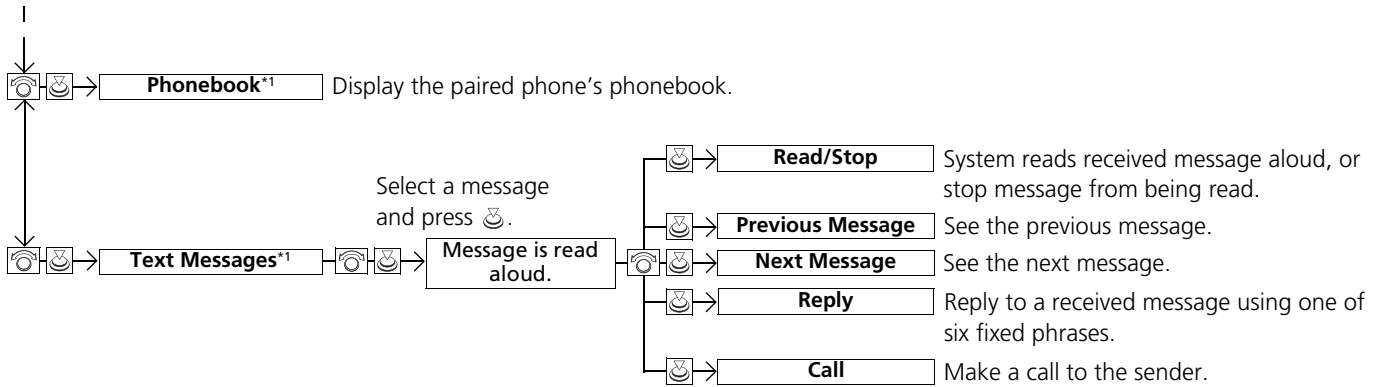 Phonebook*1 Display the paired phone’s phonebook.
Select a message
and press .
Text Messages*1
Message is read
aloud.
Read/Stop System reads received message aloud, or
stop message from being read.
Previous Message See the previous message.
Next Message See the next message.
Reply Reply to a received message using one of
six fixed phrases.
Call Make a call to the sender.